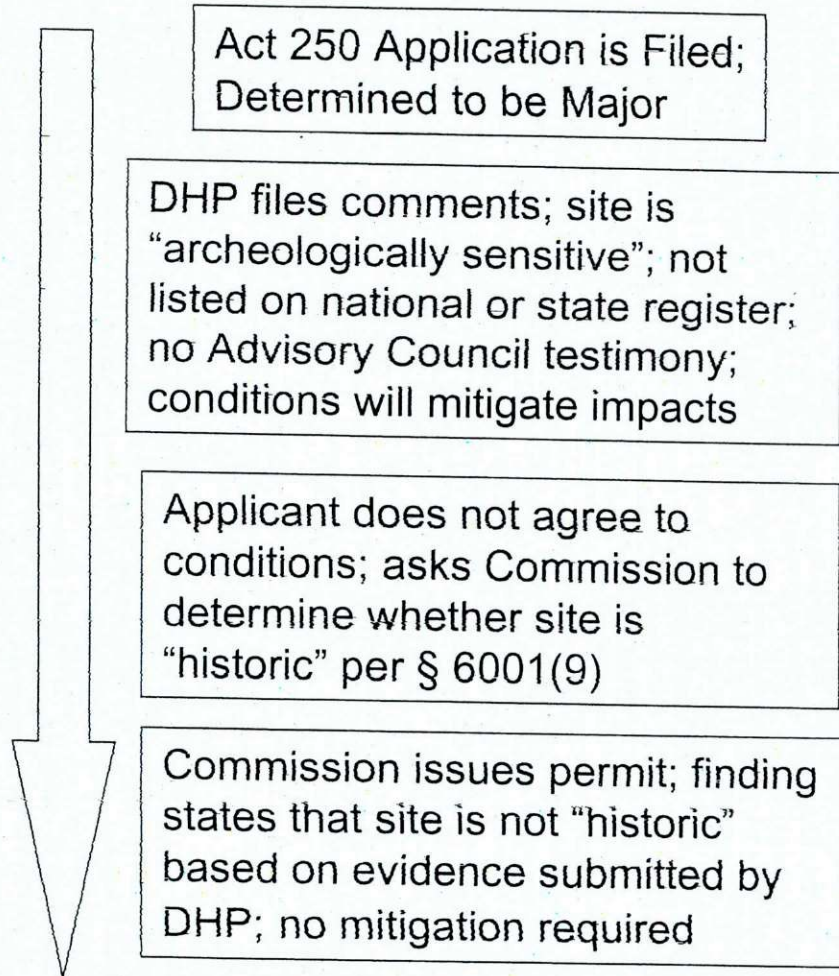 Act 250 Application is Filed;
Determined to be Major
DHP files comments; site is
“archeologically sensitive”; not
listed on national or state register;
no Advisory Council testimony;
conditions will mitigate impacts
Applicant does not agree to
conditions; asks Commission to
determine whether site is
“historic” per § 6001(9)
Commission issues permit; finding
states that site is not “historic”
based on evidence submitted by
DHP; no mitigation required